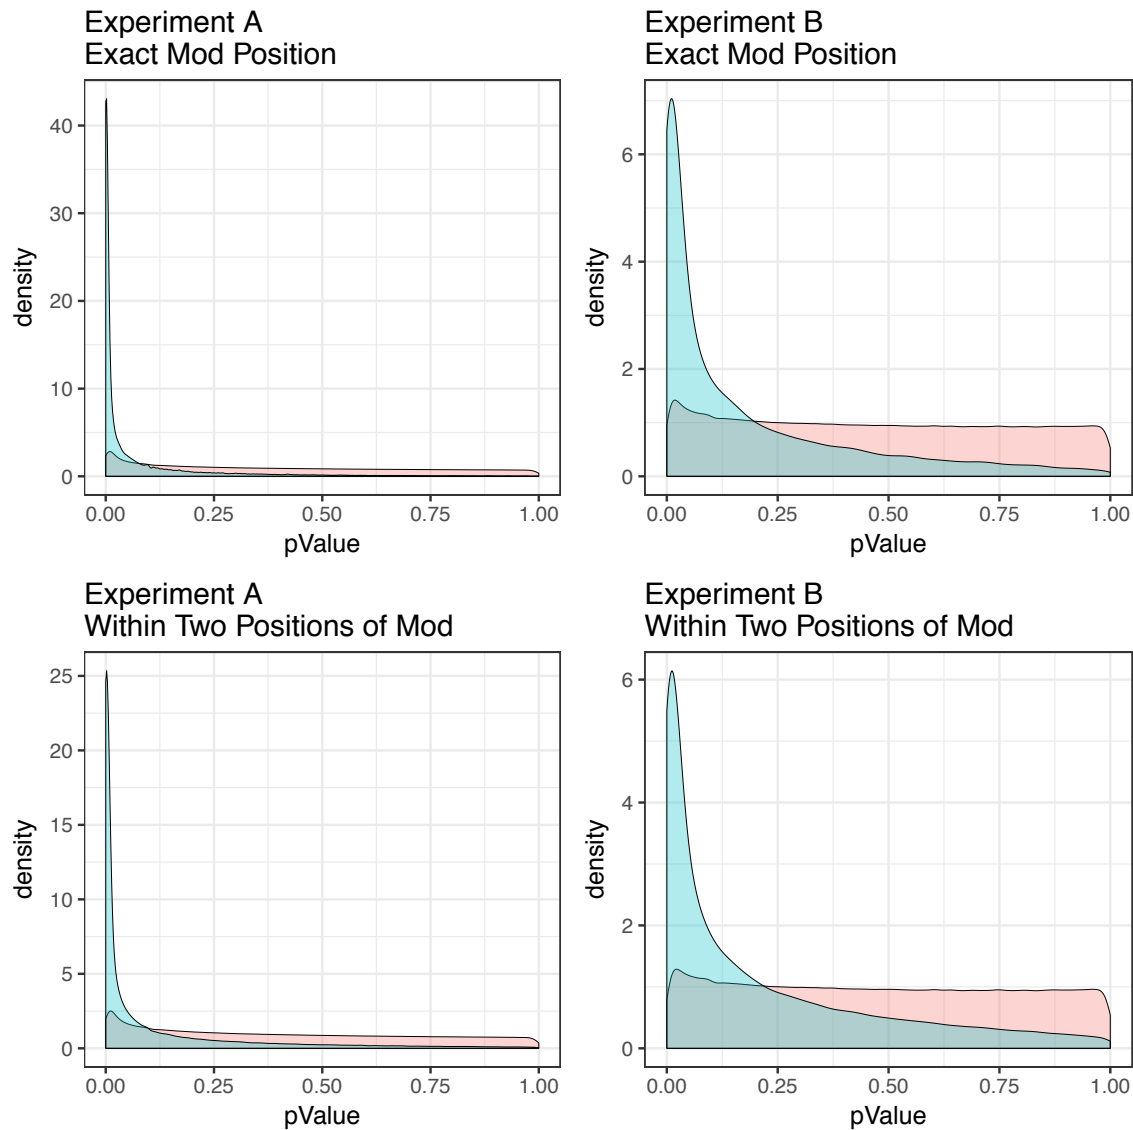 Experiment A
Exact Mod Position
40
30
20
10
0
density
0.00 0.25 0.50 0.75 1.00
pValue
Experiment B
Exact Mod Position
6
4
2
0
density
0.00 0.25 0.50 0.75 1.00
pValue
Experiment A
Within Two Positions of Mod
25
20
15
10
5
0
density
0.00 0.25 0.50 0.75 1.00
pValue
Experiment B
Within Two Positions of Mod
6
4
2
0
density
0.00 0.25 0.50 0.75 1.00
pValue